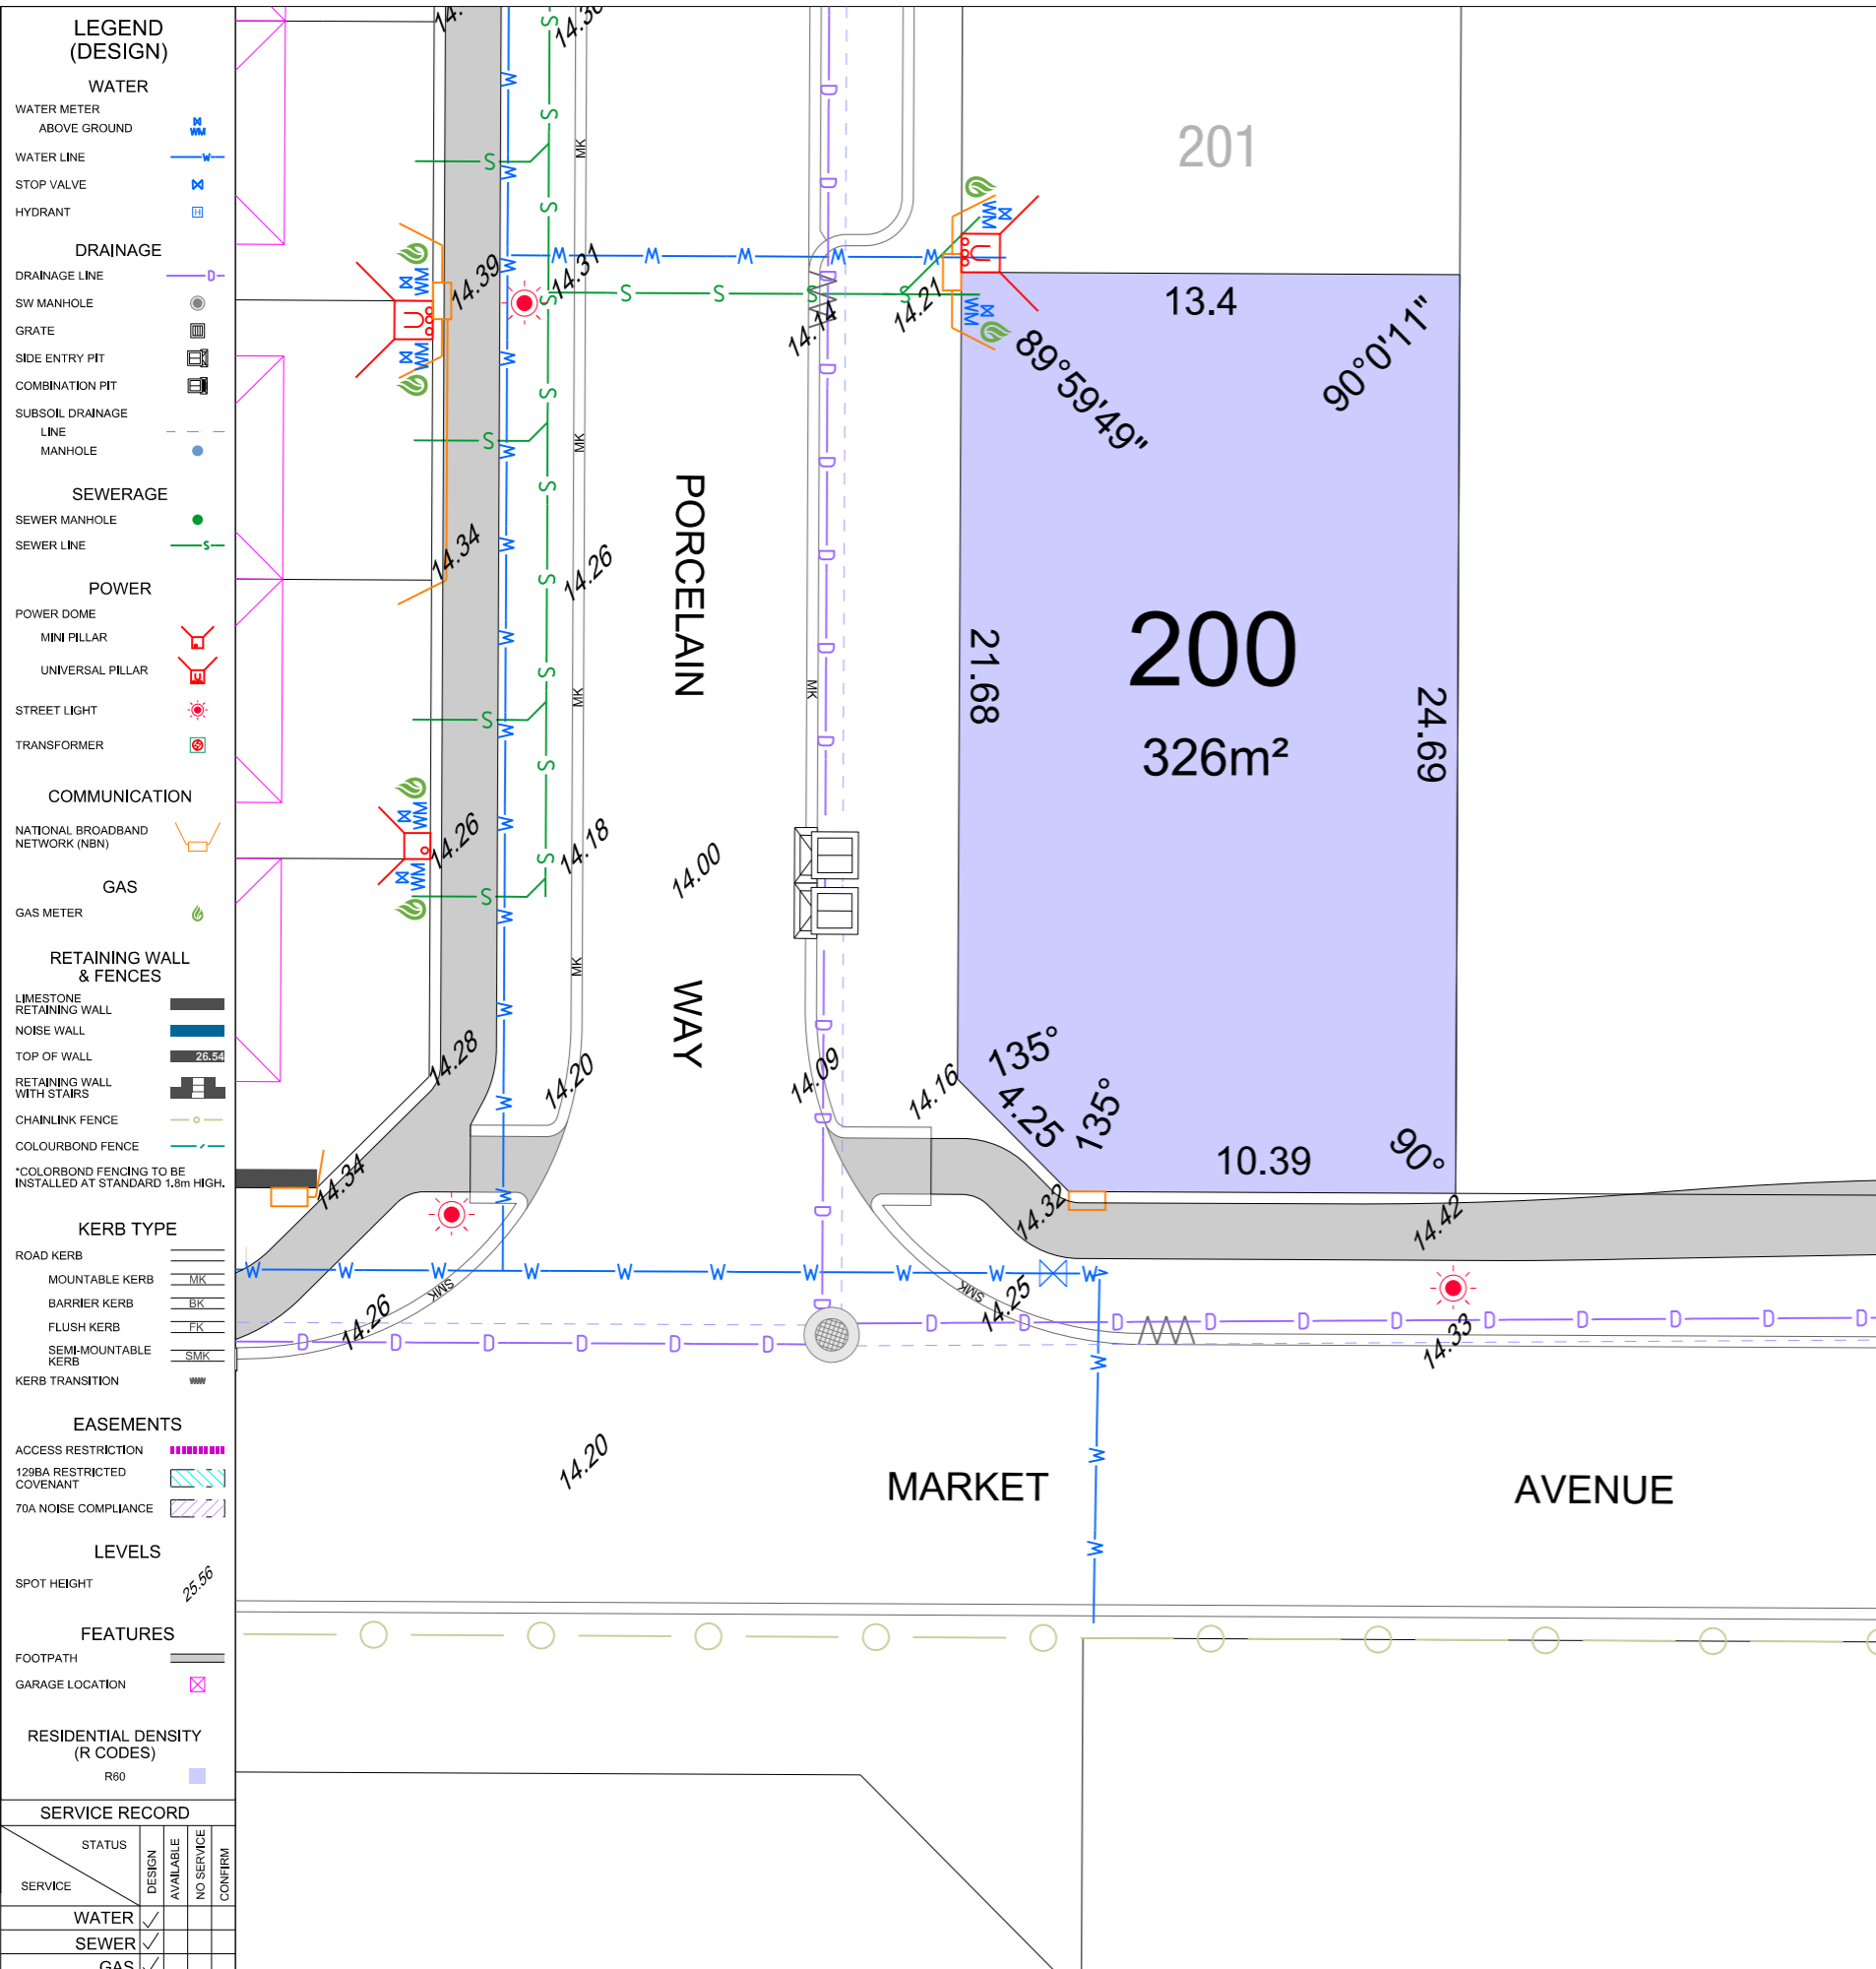 LEGEND
(DESIGN)
WATER
WATER METER
ABOVE GROUND
WM
WATER LINE
W
STOP VALVE
HYDRANT
H
DRAINAGE
DRAINAGE LINE
D
SW MANHOLE
GRATE
SIDE ENTRY PIT
COMBINATION PIT
SUBSOIL DRAINAGE
LINE
MANHOLE
SEWERAGE
SEWER MANHOLE
SEWER LINE
S
POWER
POWER DOME
MINI PILLAR
UNIVERSAL PILLAR
U
STREET LIGHT
TRANSFORMER
COMMUNICATION
NATIONAL BROADBAND
NETWORK (NBN)
GAS
GAS METER
RETAINING WALL
& FENCES
LIMESTONE
RETAINING WALL
NOISE WALL
TOP OF WALL
26.54
RETAINING WALL
WITH STAIRS
CHAINLINK FENCE
COLOURBOND FENCE
*COLORBOND FENCING TO BE
INSTALLED AT STANDARD 1.8m HIGH.
KERB TYPE
ROAD KERB
MOUNTABLE KERB
MK
BARRIER KERB
BK
FLUSH KERB
FK
SEMI-MOUNTABLE
KERB
SMK
KERB TRANSITION
EASEMENTS
ACCESS RESTRICTION
129BA RESTRICTED
COVENANT
70A NOISE COMPLIANCE
LEVELS
SPOT HEIGHT
25.56
FEATURES
FOOTPATH
GARAGE LOCATION
RESIDENTIAL DENSITY
(R CODES)
R60
SERVICE RECORD
STATUS
SERVICE
DESIGN
AVAILABLE
NO SERVICE
CONFIRM
WATER
SEWER
GAS
201
13.4
89°59'49"
90°0'11"
200
326m²
21.68
24.69
135°
4.25
135°
10.39
90°
PORCELAIN
WAY
MARKET
AVENUE
14.39
14.31
14.14
14.21
14.34
14.26
14.26
14.18
14.00
14.28
14.20
14.09
14.16
14.34
14.32
14.42
14.26
14.25
14.33
14.20
MK
MK
MK
MK
MK
SMK
SMK